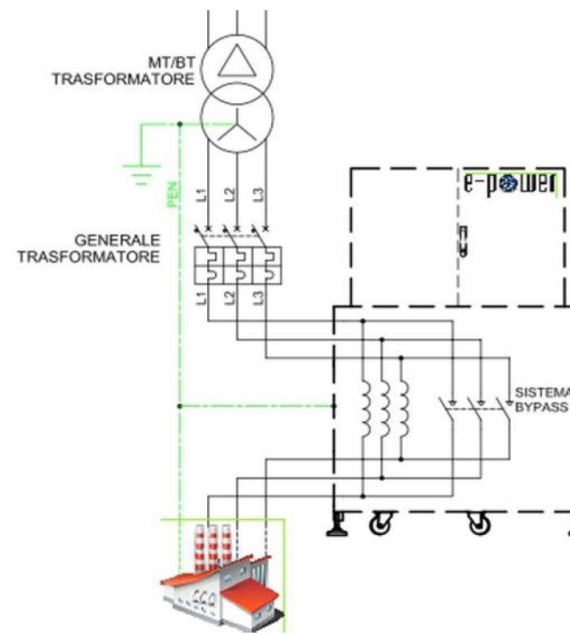 MT/BT
TRASFORMATORE
PEN
L1
L2
L3
e-power
GENERALE
TRASFORMATORE
L1
L2
L3
SISTEMA
BYPASS